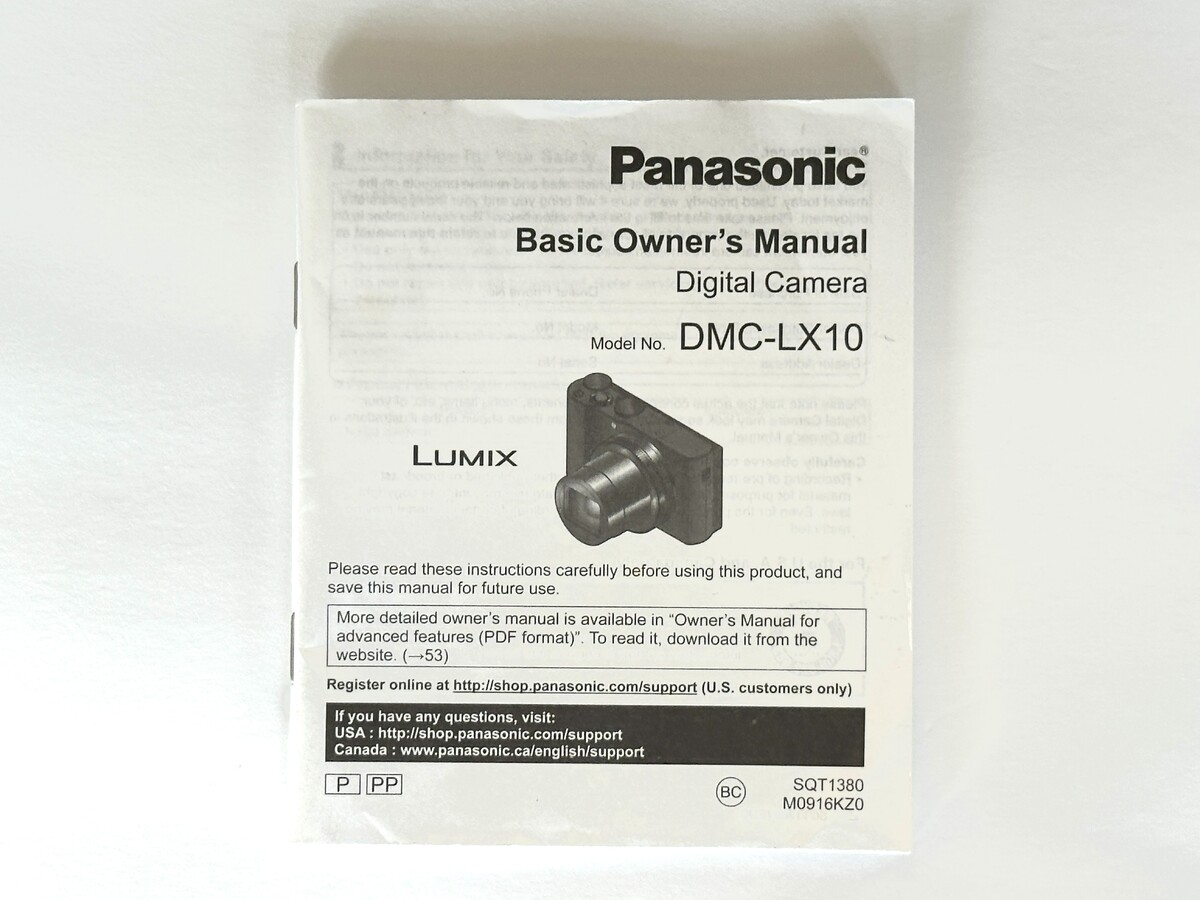 Panasonic®
Basic Owner's Manual
Digital Camera
Model No. DMC-LX10
LUMIX
Please read these instructions carefully before using this product, and
save this manual for future use.
More detailed owner's manual is available in “Owner's Manual for
advanced features (PDF format)”. To read it, download it from the
website. (→53)
Register online at http://shop.panasonic.com/support (U.S. customers only)
If you have any questions, visit:
USA : http://shop.panasonic.com/support
Canada : www.panasonic.ca/english/support
P PP
BC
SQT1380
M0916KZ0